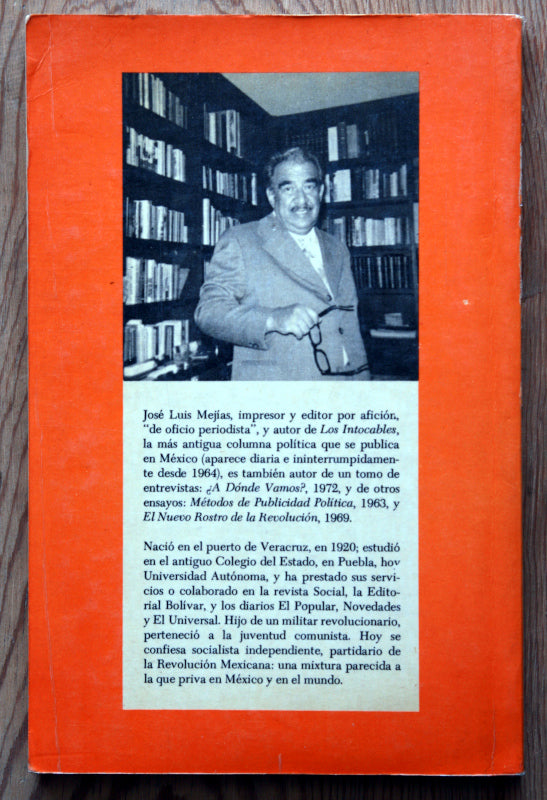 José Luis Mejías, impresor y editor por afición,
"de oficio periodista", y autor de Los Intocables,
la más antigua columna política que se publica
en México (aparece diaria e ininterrumpidamen-
te desde 1964), es también autor de un tomo de
entrevistas: ¿A Dónde Vamos?, 1972, y de otros
ensayos: Métodos de Publicidad Política, 1963, y
El Nuevo Rostro de la Revolución, 1969.
Nació en el puerto de Veracruz, en 1920; estudió
en el antiguo Colegio del Estado, en Puebla, hoy
Universidad Autónoma, y ha prestado sus servi-
cios o colaborado en la revista Social, la Edito-
rial Bolívar, y los diarios El Popular, Novedades
y El Universal. Hijo de un militar revolucionario,
perteneció a la juventud comunista. Hoy se
confiesa socialista independiente, partidario de
la Revolución Mexicana: una mixtura parecida a
la que priva en México y en el mundo.